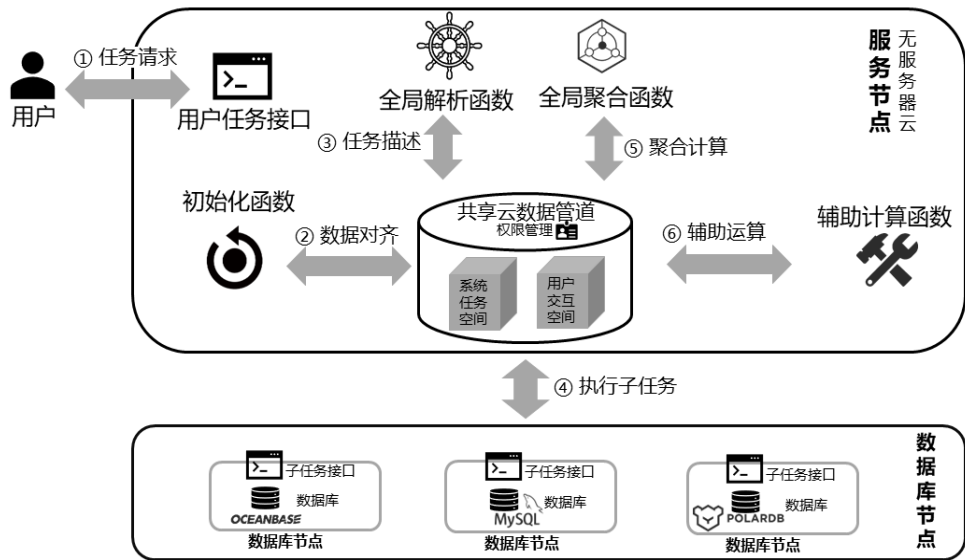 ① 任务请求
用户
用户任务接口
全局解析函数
全局聚合函数
服务节点
无服务器云
③ 任务描述
⑤ 聚合计算
初始化函数
② 数据对齐
共享云数据管道
权限管理
系统
任务
空间
用户
交互
空间
⑥ 辅助运算
辅助计算函数
④ 执行子任务
数据库节点
子任务接口
数据库
OCEANBASE
数据库节点
子任务接口
数据库
MySQL
数据库节点
子任务接口
数据库
POLARDB
数据库节点